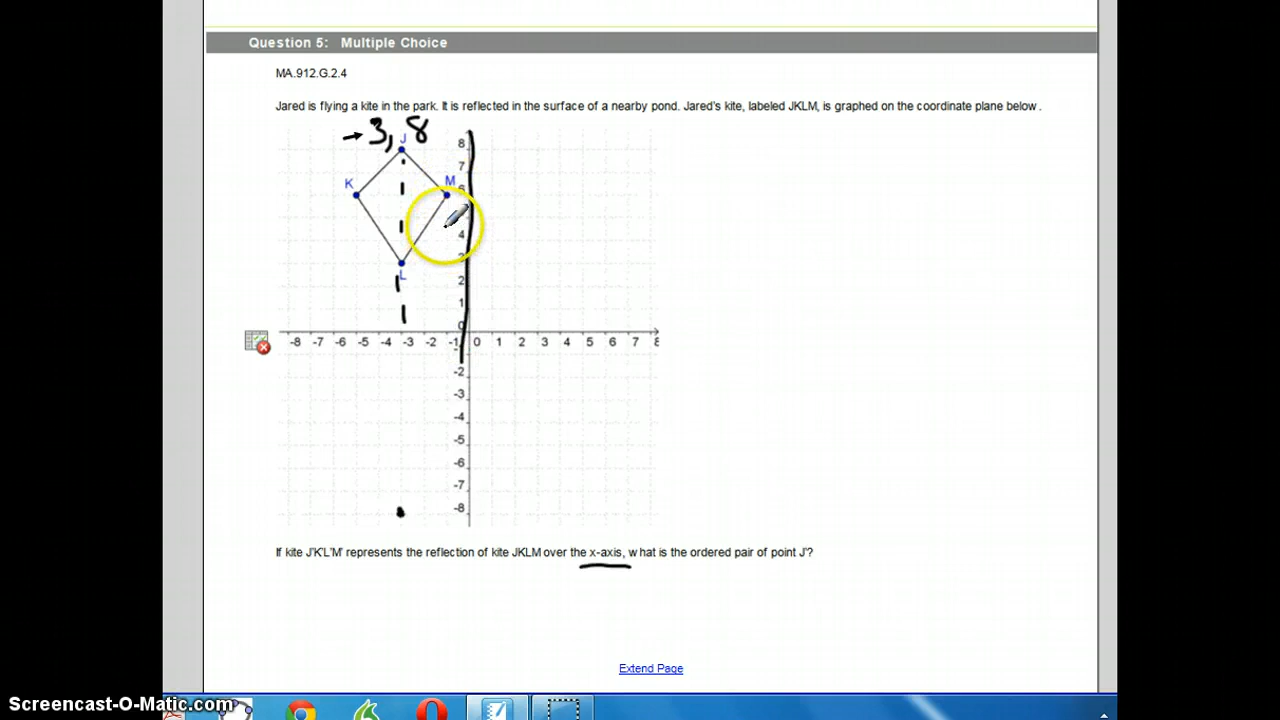 Question 5: Multiple Choice
MA.912.G.2.4
Jared is flying a kite in the park. It is reflected in the surface of a nearby pond. Jared's kite, labeled JKLM, is graphed on the coordinate plane below.
-3, 8
J
K
M
L
8
7
6
4
3
2
1
0
-8 -7 -6 -5 -4 -3 -2 -1 0 1 2 3 4 5 6 7 8
-2
-3
-4
-5
-6
-7
-8
If kite J'K'L'M' represents the reflection of kite JKLM over the x-axis, what is the ordered pair of point J'?
Extend Page
Screencast-O-Matic.com